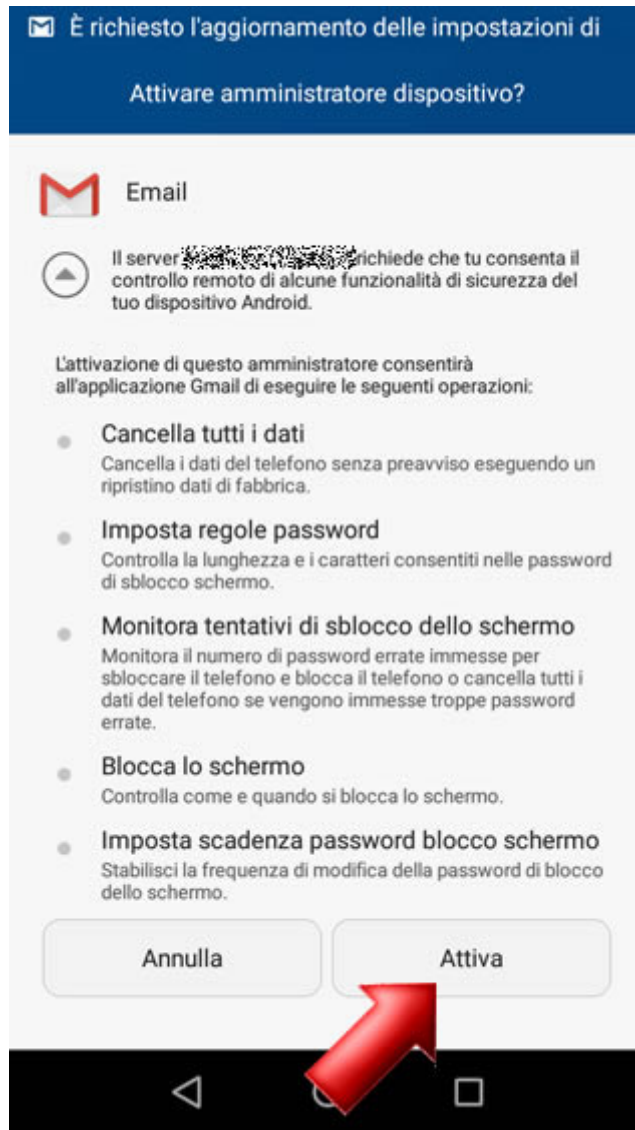 È richiesto l'aggiornamento delle impostazioni di
Attivare amministratore dispositivo?
Email
Il server richiede che tu consenta il
controllo remoto di alcune funzionalità di sicurezza del
tuo dispositivo Android.
L'attivazione di questo amministratore consentirà
all'applicazione Gmail di eseguire le seguenti operazioni:
Cancella tutti i dati
Cancella i dati del telefono senza preavviso eseguendo un
ripristino dati di fabbrica.
Imposta regole password
Controlla la lunghezza e i caratteri consentiti nelle password
di sblocco schermo.
Monitora tentativi di sblocco dello schermo
Monitora il numero di password errate immesse per
sbloccare il telefono e blocca il telefono o cancella tutti i
dati del telefono se vengono immesse troppe password
errate.
Blocca lo schermo
Controlla come e quando si blocca lo schermo.
Imposta scadenza password blocco schermo
Stabilisci la frequenza di modifica della password di blocco
dello schermo.
Annulla
Attiva